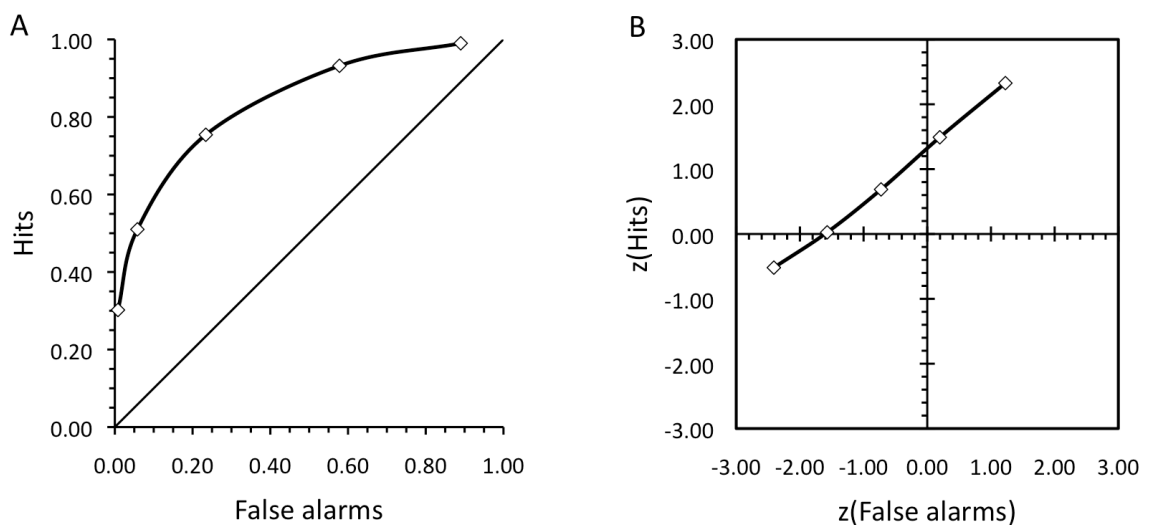 A
1.00
0.80
0.60
0.40
0.20
0.00
Hits
0.00 0.20 0.40 0.60 0.80 1.00
False alarms
B
3.00
2.00
1.00
0.00
-1.00
-2.00
-3.00
z(Hits)
-3.00 -2.00 -1.00 0.00 1.00 2.00 3.00
z(False alarms)